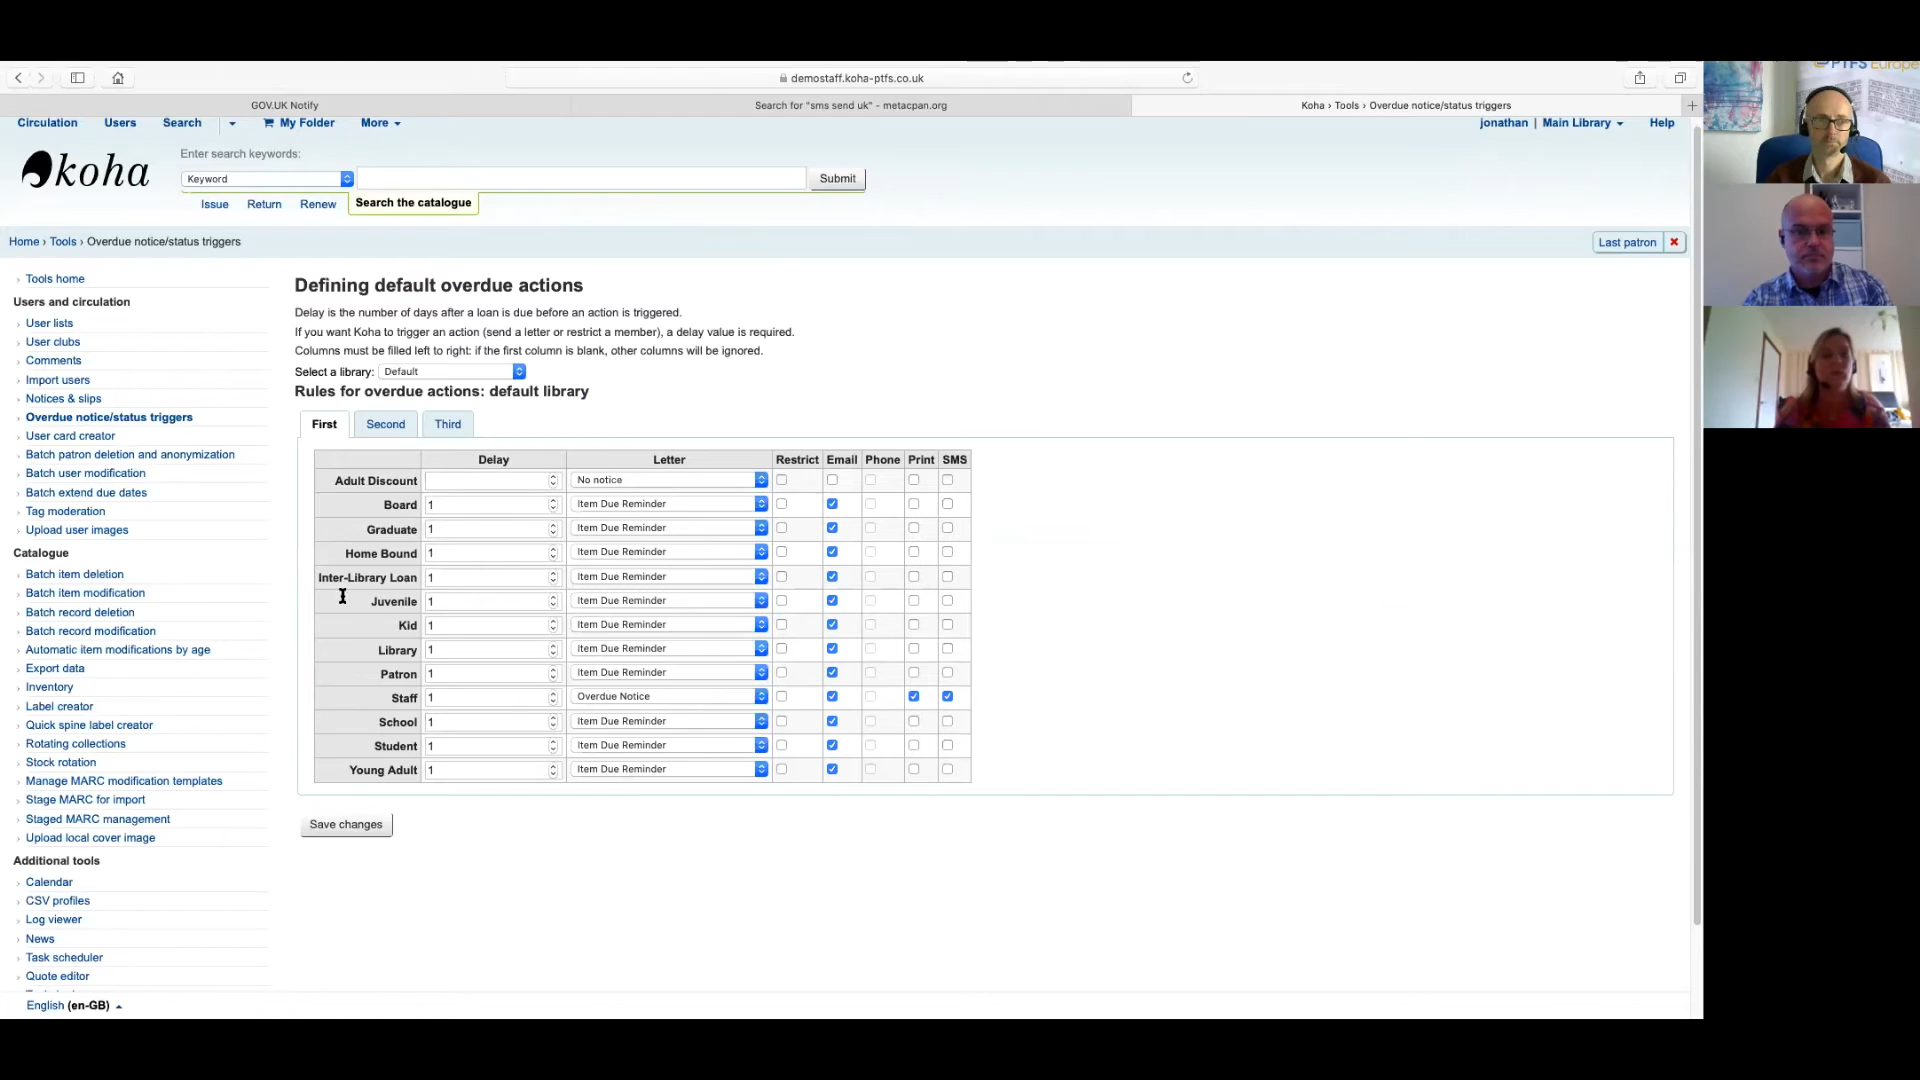 PTFS Europe
demostaff.koha-ptfs.co.uk
GOV.UK Notify
Search for "sms send uk" - metacpan.org
Koha › Tools › Overdue notice/status triggers
Circulation Users Search My Folder More
jonathan | Main Library Help
koha
Enter search keywords:
Keyword
Submit
Issue Return Renew Search the catalogue
Home › Tools › Overdue notice/status triggers
Last patron
Tools home
Users and circulation
User lists
User clubs
Comments
Import users
Notices & slips
Overdue notice/status triggers
User card creator
Batch patron deletion and anonymization
Batch user modification
Batch extend due dates
Tag moderation
Upload user images
Catalogue
Batch item deletion
Batch item modification
Batch record deletion
Batch record modification
Automatic item modifications by age
Export data
Inventory
Label creator
Quick spine label creator
Rotating collections
Stock rotation
Manage MARC modification templates
Stage MARC for import
Staged MARC management
Upload local cover image
Additional tools
Calendar
CSV profiles
Log viewer
News
Task scheduler
Quote editor
English (en-GB)
Defining default overdue actions
Delay is the number of days after a loan is due before an action is triggered.
If you want Koha to trigger an action (send a letter or restrict a member), a delay value is required.
Columns must be filled left to right: if the first column is blank, other columns will be ignored.
Select a library: Default
Rules for overdue actions: default library
First Second Third
Delay Letter Restrict Email Phone Print SMS
Adult Discount No notice
Board 1 Item Due Reminder
Graduate 1 Item Due Reminder
Home Bound 1 Item Due Reminder
Inter-Library Loan 1 Item Due Reminder
Juvenile 1 Item Due Reminder
Kid 1 Item Due Reminder
Library 1 Item Due Reminder
Patron 1 Item Due Reminder
Staff 1 Overdue Notice
School 1 Item Due Reminder
Student 1 Item Due Reminder
Young Adult 1 Item Due Reminder
Save changes